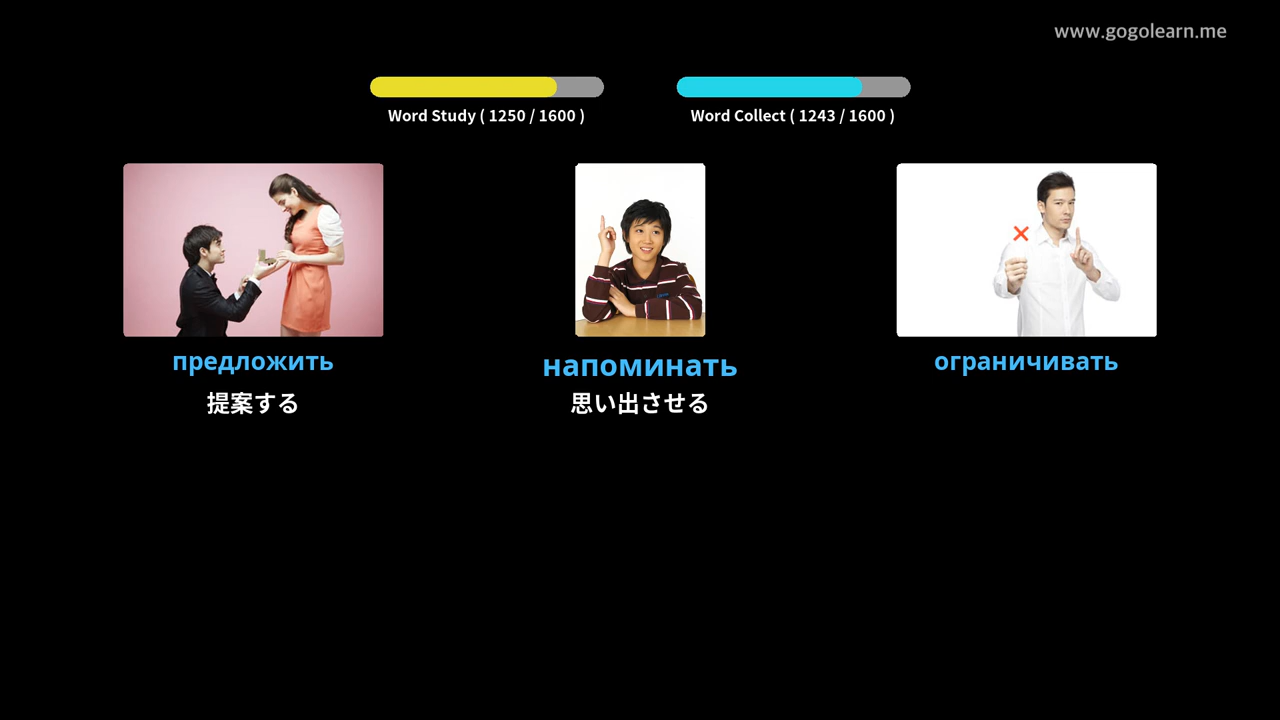 www.gogolearn.me
Word Study ( 1250 / 1600 )
Word Collect ( 1243 / 1600 )
предложить
напоминать
ограничивать
提案する
思い出させる